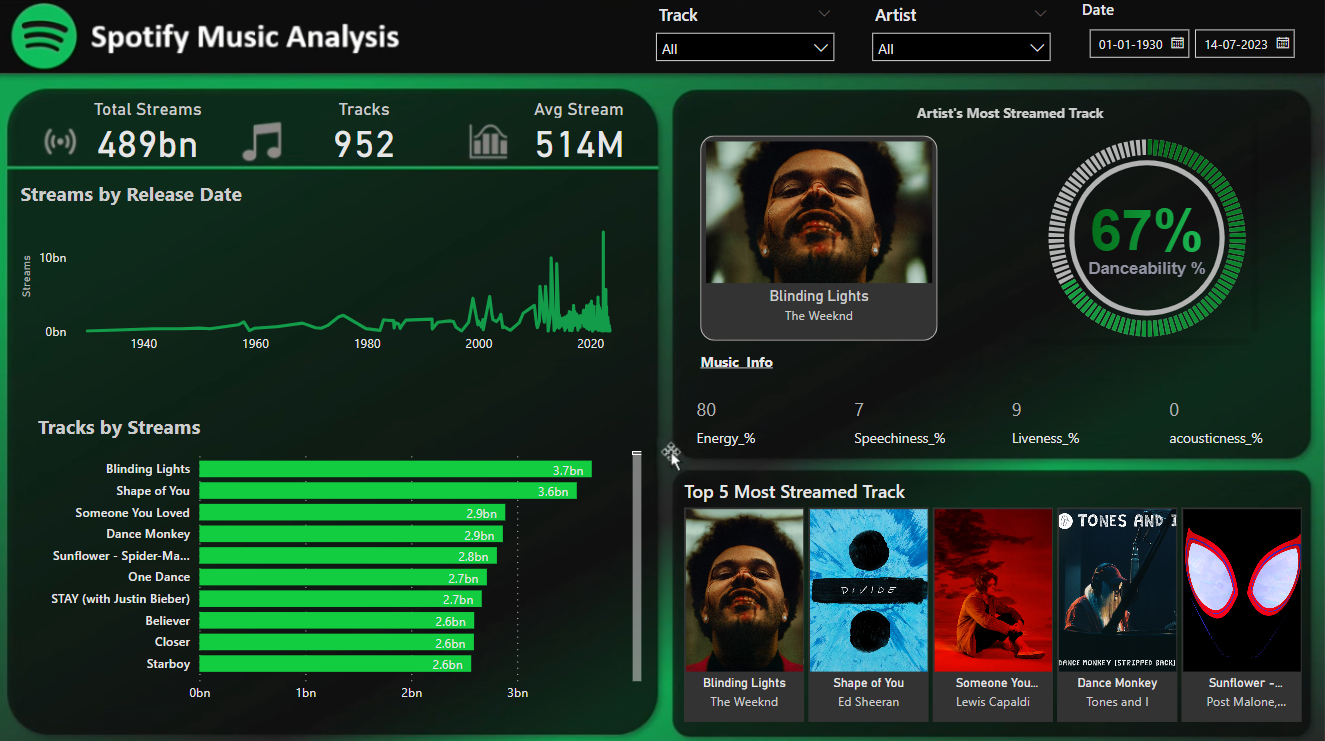 Spotify Music Analysis
Track
All
Artist
All
Date
01-01-1930
14-07-2023
Total Streams
489bn
Tracks
952
Avg Stream
514M
Streams by Release Date
Streams
10bn
0bn
1940 1960 1980 2000 2020
Tracks by Streams
Blinding Lights 3.7bn
Shape of You 3.6bn
Someone You Loved 2.9bn
Dance Monkey 2.9bn
Sunflower - Spider-Ma... 2.8bn
One Dance 2.7bn
STAY (with Justin Bieber) 2.7bn
Believer 2.6bn
Closer 2.6bn
Starboy 2.6bn
0bn 1bn 2bn 3bn
Artist's Most Streamed Track
Blinding Lights
The Weeknd
67%
Danceability %
Music_Info
80
Energy_%
7
Speechiness_%
9
Liveness_%
0
acousticness_%
Top 5 Most Streamed Track
Blinding Lights
The Weeknd
DIVIDE
Shape of You
Ed Sheeran
Someone You...
Lewis Capaldi
TONES AND I
DANCE MONKEY (STRIPPED BACK)
Dance Monkey
Tones and I
Sunflower -...
Post Malone,...